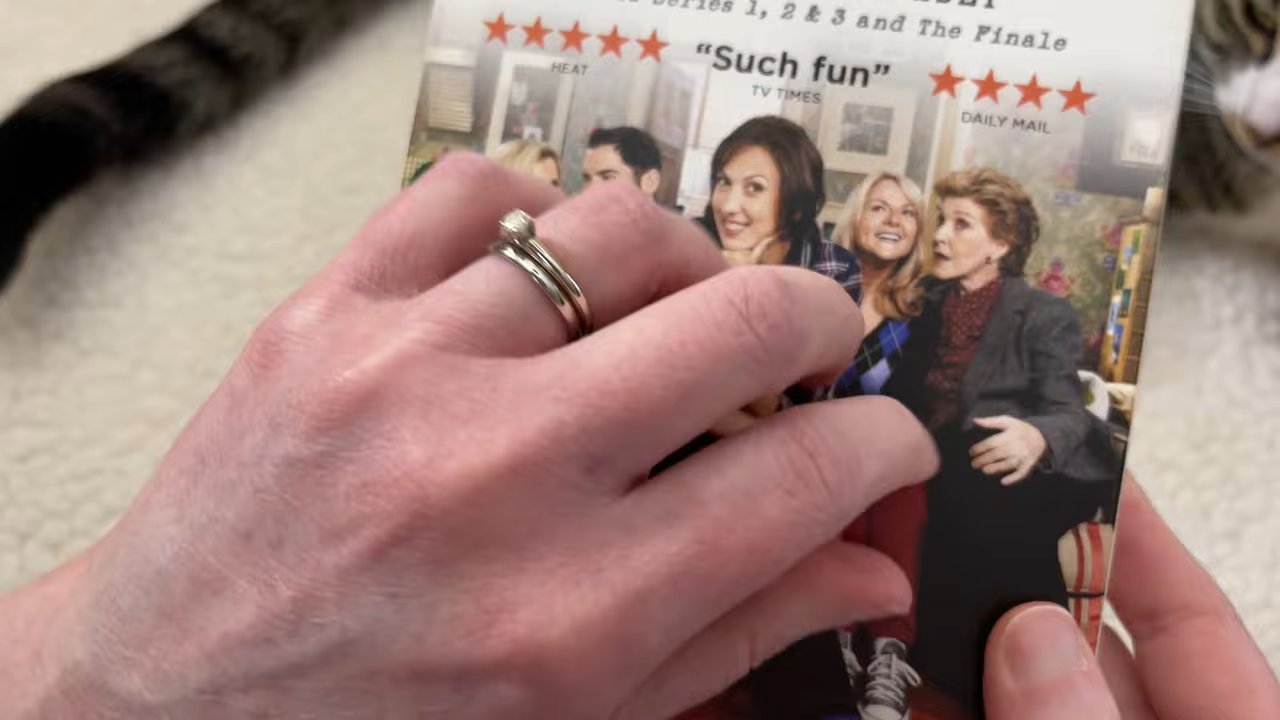 Series 1, 2 & 3 and The Finale
HEAT
“Such fun”
TV TIMES
DAILY MAIL